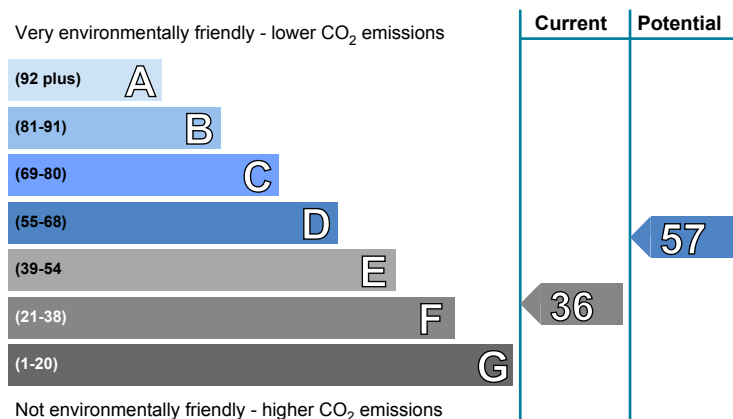 Very environmentally friendly - lower CO₂ emissions
Current
Potential
(92 plus) A
(81-91) B
(69-80) C
(55-68) D
57
(39-54 E
(21-38) F
36
(1-20) G
Not environmentally friendly - higher CO₂ emissions